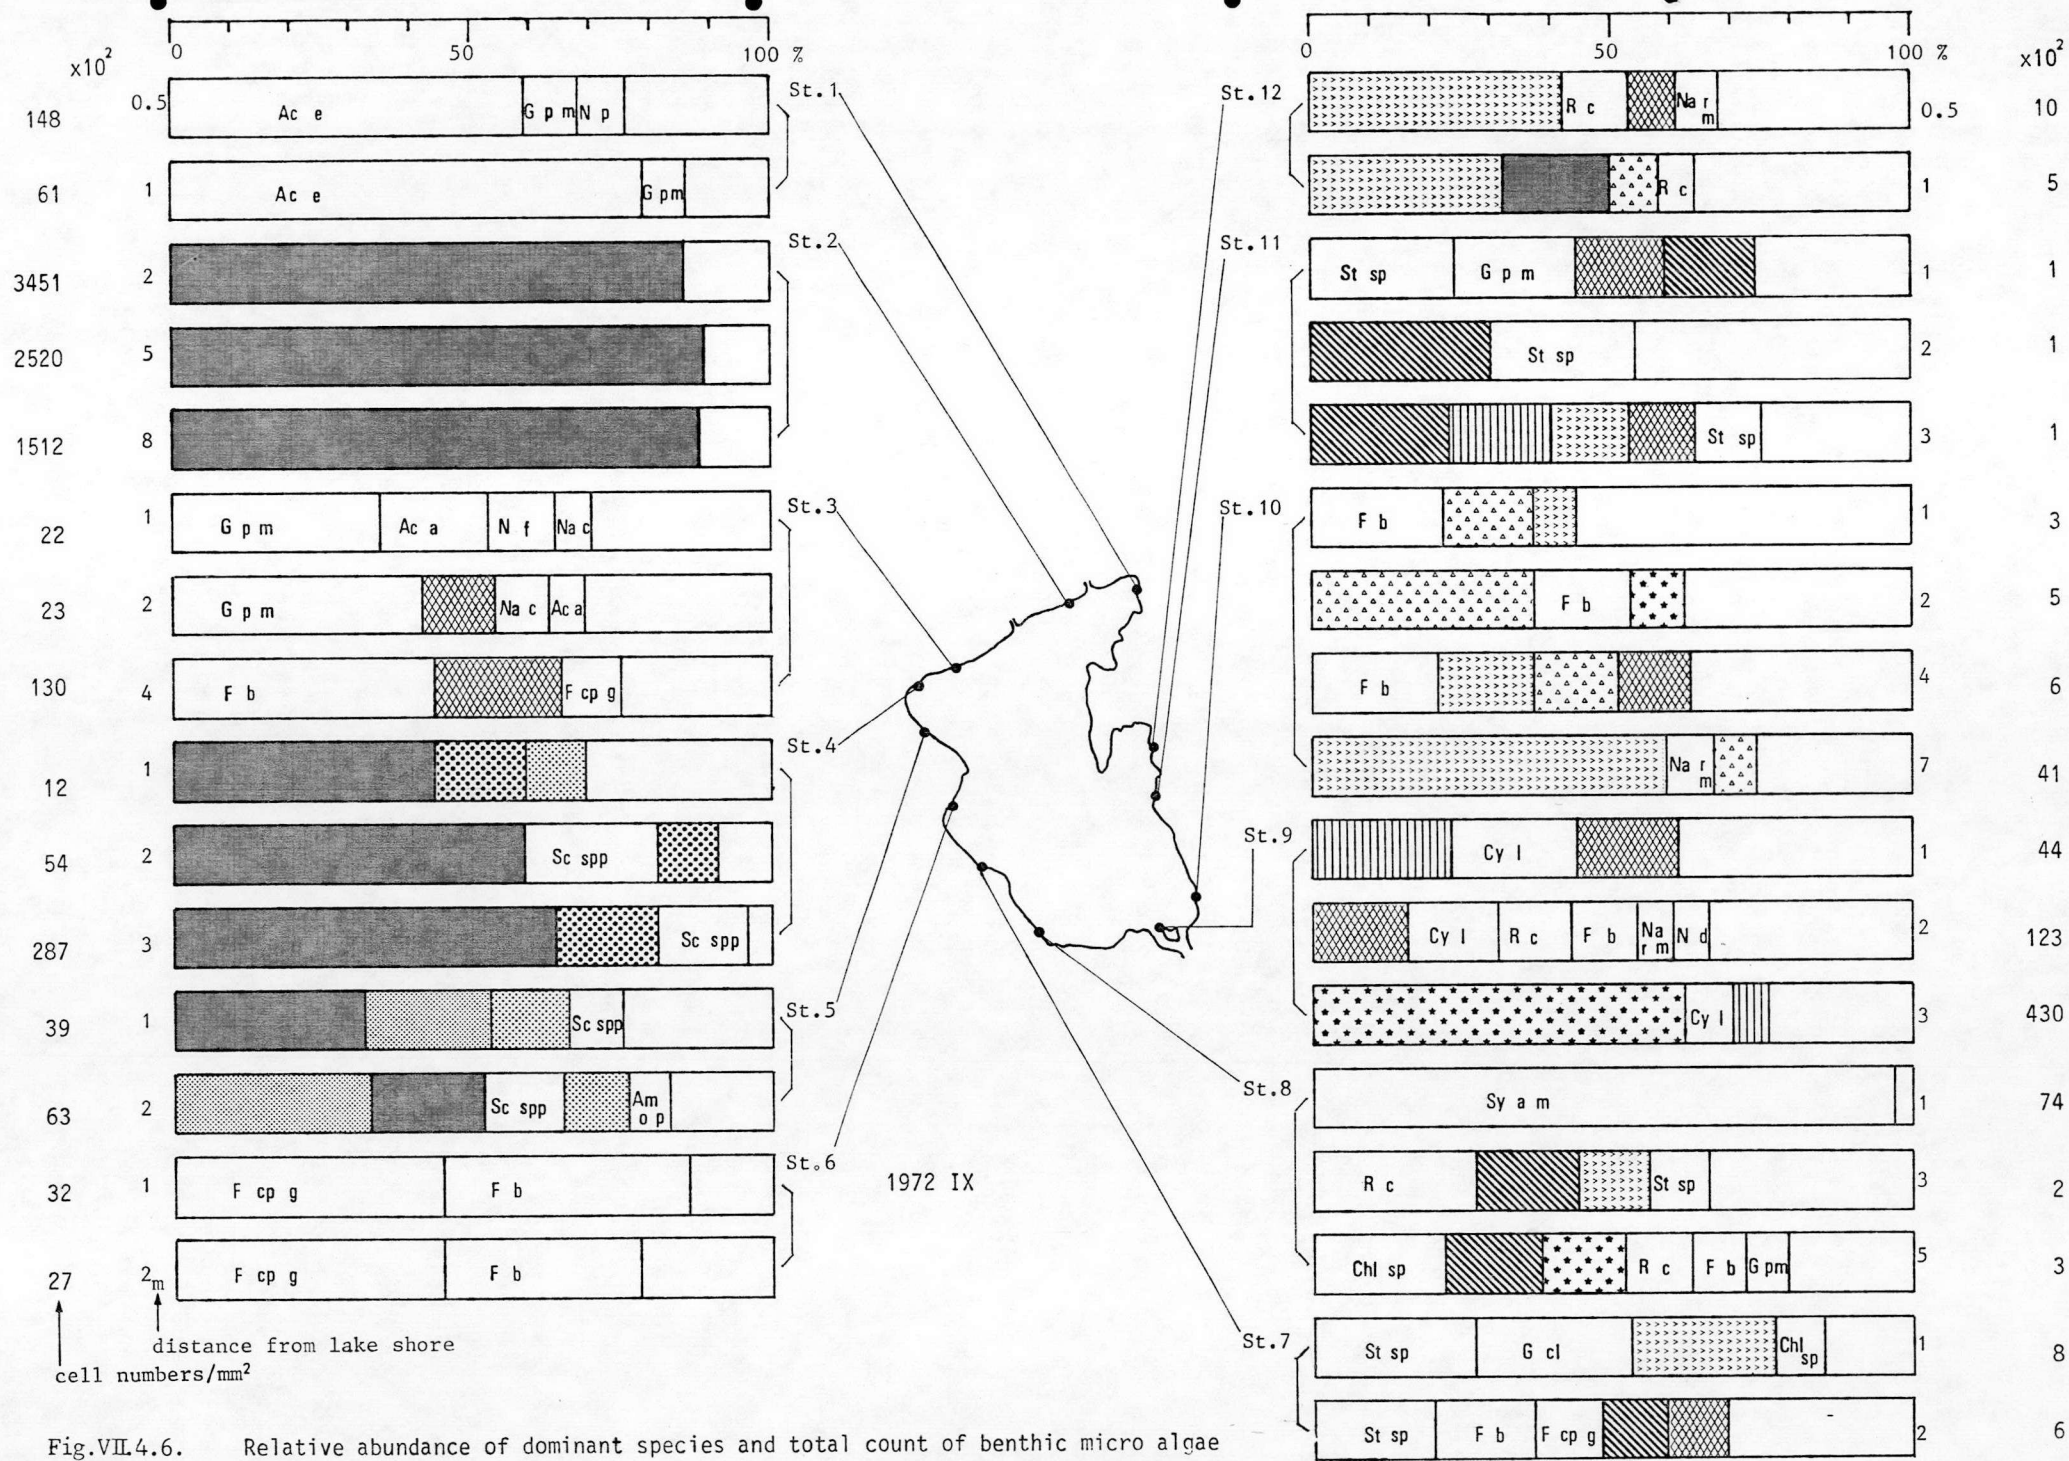 0 50 100 %
x10²
148 0.5 Ac e G p m N p
61 1 Ac e G pm
St.1
3451 2
2520 5
1512 8
St.2
22 1 G p m Ac a N f Na c
23 2 G p m Na c Ac a
130 4 F b F cp g
St.3
12 1
54 2 Sc spp
287 3 Sc spp
St.4
39 1 Sc spp
63 2 Sc spp Am o p
St.5
32 1 F cp g F b
27 2m F cp g F b
St.6
distance from lake shore
cell numbers/mm²
1972 IX
0 50 100 %
x10²
St.12
R c Na r m 0.5 10
R c 1 5
St.11
St sp G p m 1 1
St sp 2 1
St sp 3 1
St.10
F b 1 3
F b 2 5
F b 4 6
Na r m 7 41
St.9
Cy l 1 44
Cy l R c F b Na r m N d 2 123
Cy l 3 430
St.8
Sy a m 1 74
R c St sp 3 2
Chl sp R c F b G pm 5 3
St.7
St sp G cl Chl sp 1 8
St sp F b F cp g 2 6
Fig.VII.4.6. Relative abundance of dominant species and total count of benthic micro algae